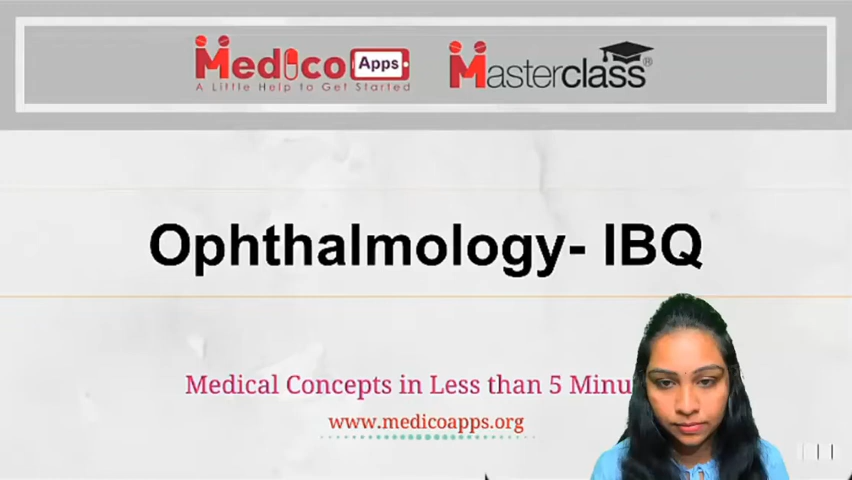 Medico Apps Masterclass®
A Little Help to Get Started
Ophthalmology- IBQ
Medical Concepts in Less than 5 Minu
www.medicoapps.org